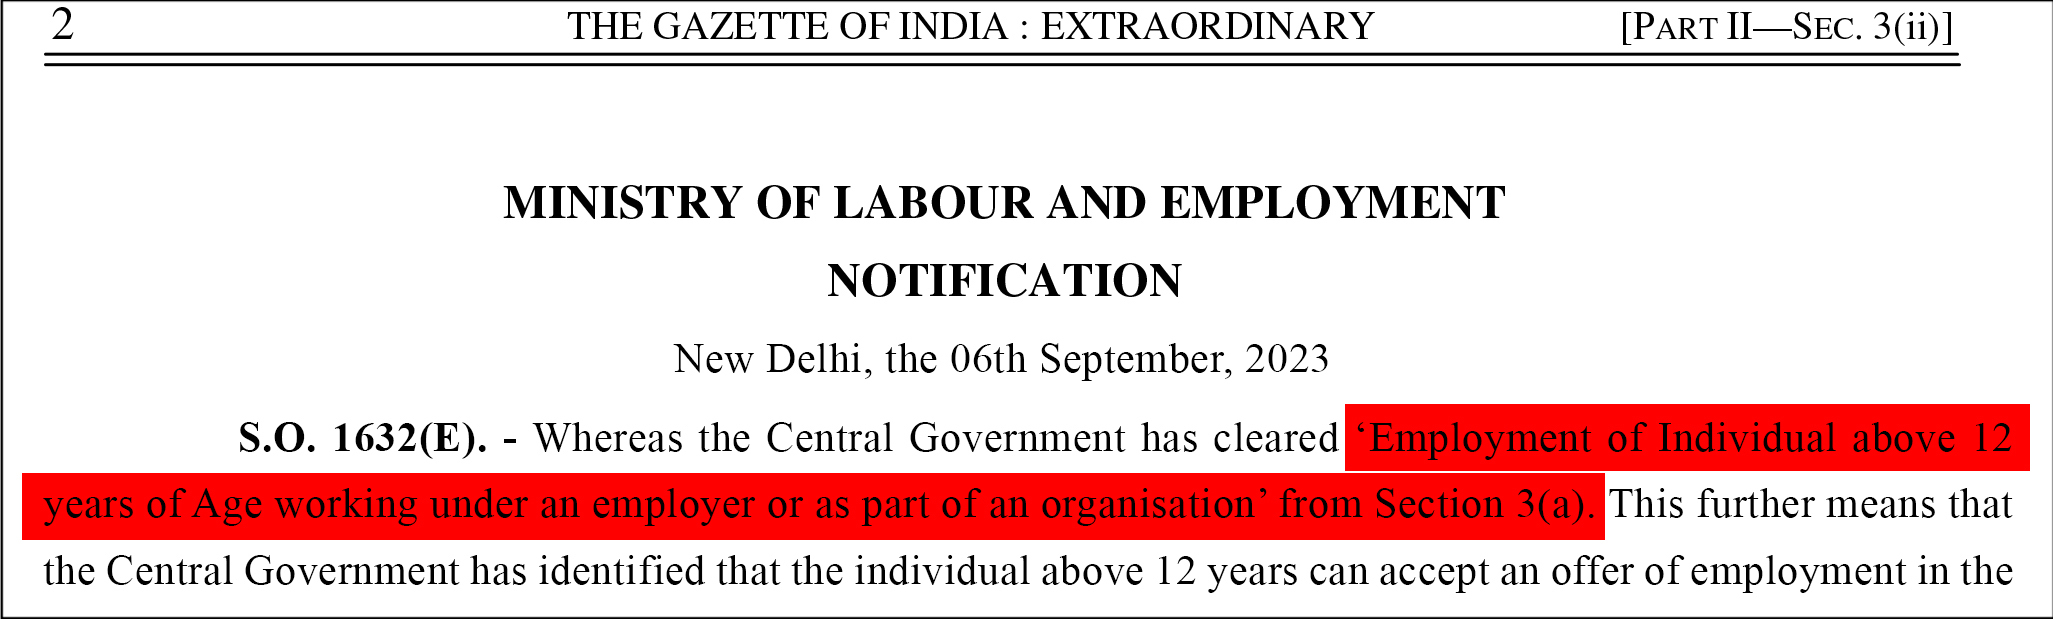 2 THE GAZETTE OF INDIA : EXTRAORDINARY [PART II—SEC. 3(ii)]
MINISTRY OF LABOUR AND EMPLOYMENT
NOTIFICATION
New Delhi, the 06th September, 2023
S.O. 1632(E). - Whereas the Central Government has cleared ‘Employment of Individual above 12
years of Age working under an employer or as part of an organisation’ from Section 3(a). This further means that
the Central Government has identified that the individual above 12 years can accept an offer of employment in the